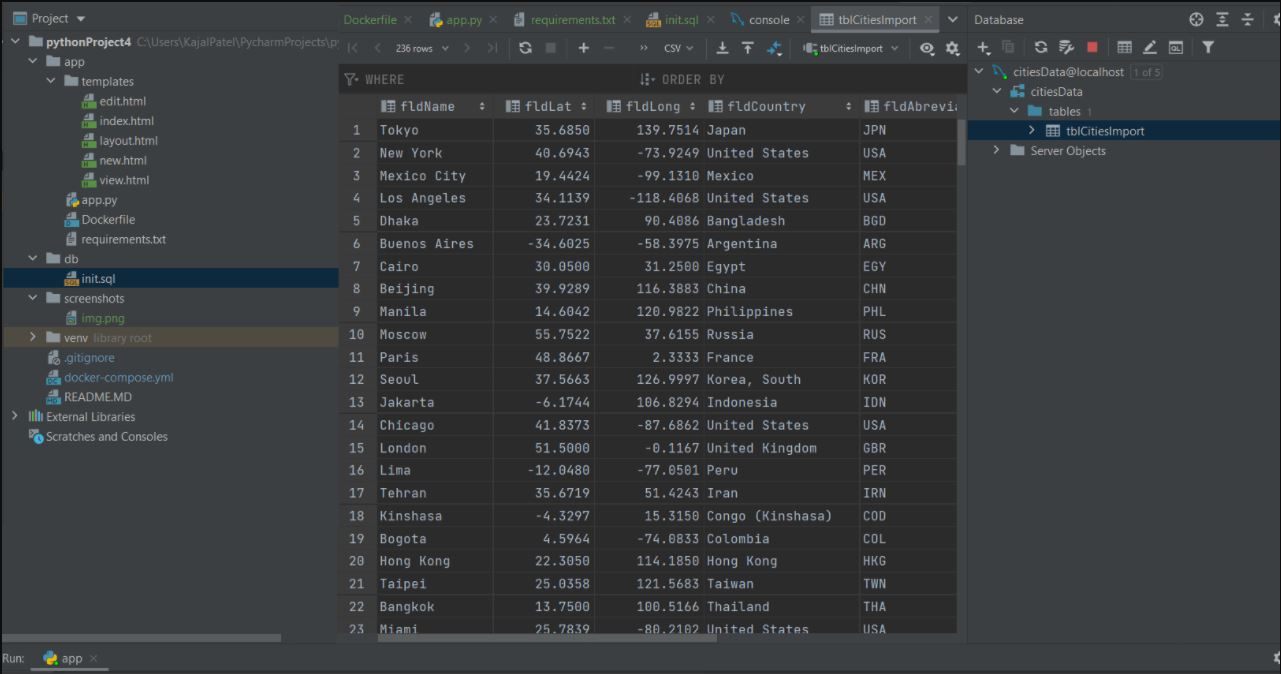 Project
pythonProject4 C:\Users\KajalPatel\PycharmProjects\py
app
templates
edit.html
index.html
layout.html
new.html
view.html
app.py
Dockerfile
requirements.txt
db
init.sql
screenshots
img.png
venv library root
.gitignore
docker-compose.yml
README.MD
External Libraries
Scratches and Consoles
Dockerfile app.py requirements.txt init.sql console tblCitiesImport
236 rows CSV tblCitiesImport
WHERE ORDER BY
fldName fldLat fldLong fldCountry fldAbrevia
1 Tokyo 35.6850 139.7514 Japan JPN
2 New York 40.6943 -73.9249 United States USA
3 Mexico City 19.4424 -99.1310 Mexico MEX
4 Los Angeles 34.1139 -118.4068 United States USA
5 Dhaka 23.7231 90.4086 Bangladesh BGD
6 Buenos Aires -34.6025 -58.3975 Argentina ARG
7 Cairo 30.0500 31.2500 Egypt EGY
8 Beijing 39.9289 116.3883 China CHN
9 Manila 14.6042 120.9822 Philippines PHL
10 Moscow 55.7522 37.6155 Russia RUS
11 Paris 48.8667 2.3333 France FRA
12 Seoul 37.5663 126.9997 Korea, South KOR
13 Jakarta -6.1744 106.8294 Indonesia IDN
14 Chicago 41.8373 -87.6862 United States USA
15 London 51.5000 -0.1167 United Kingdom GBR
16 Lima -12.0480 -77.0501 Peru PER
17 Tehran 35.6719 51.4243 Iran IRN
18 Kinshasa -4.3297 15.3150 Congo (Kinshasa) COD
19 Bogota 4.5964 -74.0833 Colombia COL
20 Hong Kong 22.3050 114.1850 Hong Kong HKG
21 Taipei 25.0358 121.5683 Taiwan TWN
22 Bangkok 13.7500 100.5166 Thailand THA
23 Miami 25.7839 -80.2102 United States USA
Database
citiesData@localhost 1 of 5
citiesData
tables 1
tblCitiesImport
Server Objects
Run: app